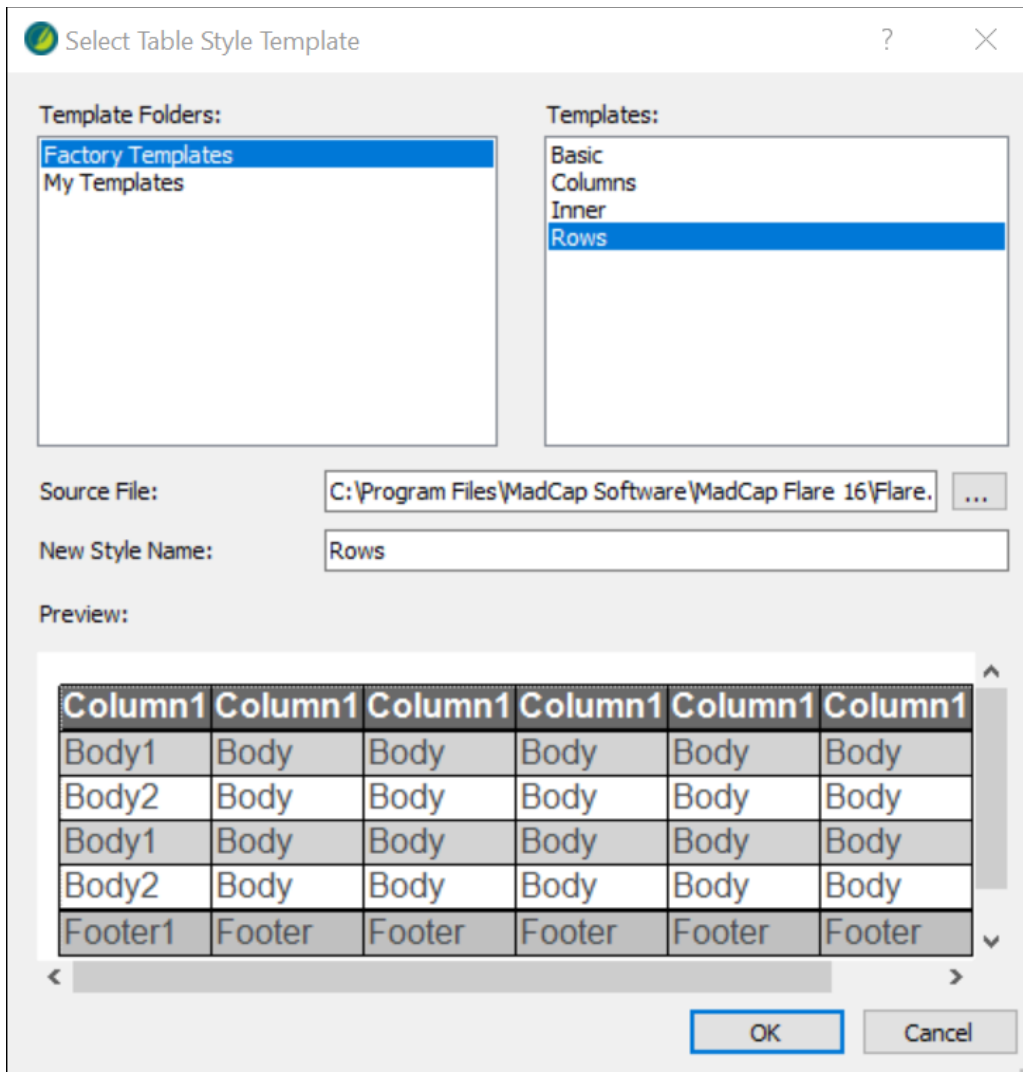 Select Table Style Template ?
Template Folders:
Templates:
Factory Templates
My Templates
Basic
Columns
Inner
Rows
Source File: C:\Program Files\MadCap Software\MadCap Flare 16\Flare. ...
New Style Name: Rows
Preview:
Column1 Column1 Column1 Column1 Column1 Column1
Body1 Body Body Body Body Body
Body2 Body Body Body Body Body
Body1 Body Body Body Body Body
Body2 Body Body Body Body Body
Footer1 Footer Footer Footer Footer Footer
OK Cancel